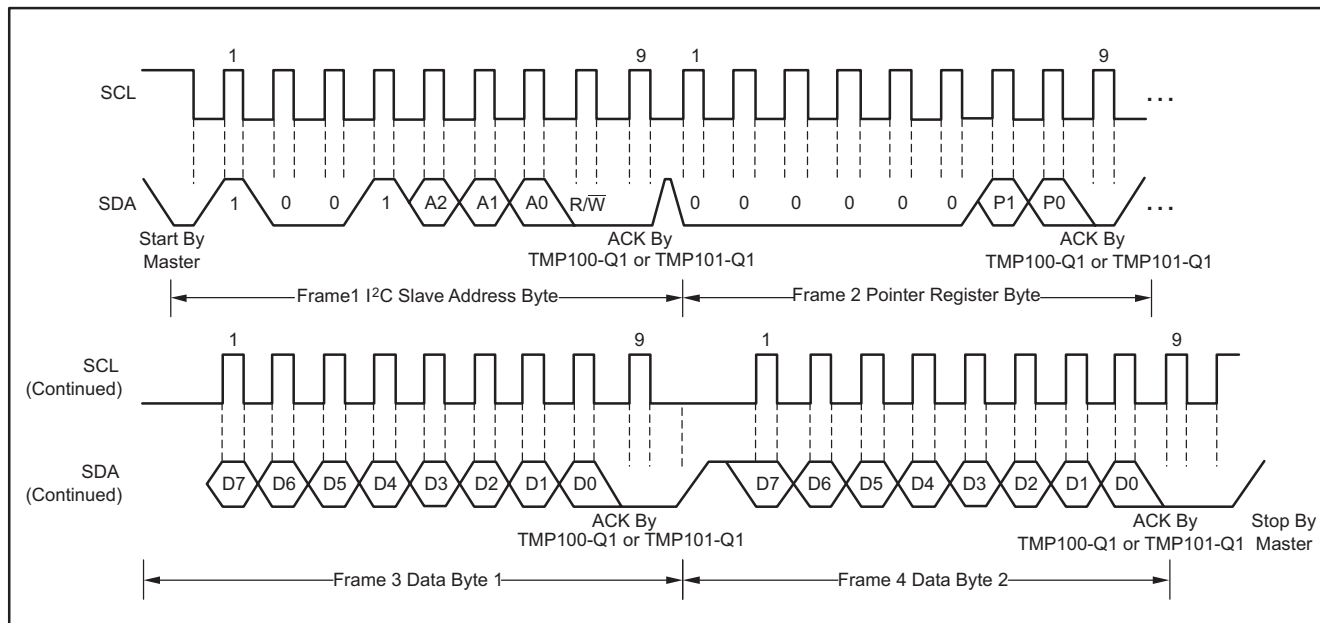 1 9 1 9
SCL ...
SDA 1 0 0 1 A2 A1 A0 R/W̅ 0 0 0 0 0 0 P1 P0 ...
Start By
Master
ACK By
TMP100-Q1 or TMP101-Q1
ACK By
TMP100-Q1 or TMP101-Q1
Frame1 I²C Slave Address Byte
Frame 2 Pointer Register Byte
1 9 1 9
SCL
(Continued)
SDA
(Continued)
D7 D6 D5 D4 D3 D2 D1 D0 D7 D6 D5 D4 D3 D2 D1 D0
ACK By
TMP100-Q1 or TMP101-Q1
ACK By
TMP100-Q1 or TMP101-Q1
Stop By
Master
Frame 3 Data Byte 1
Frame 4 Data Byte 2